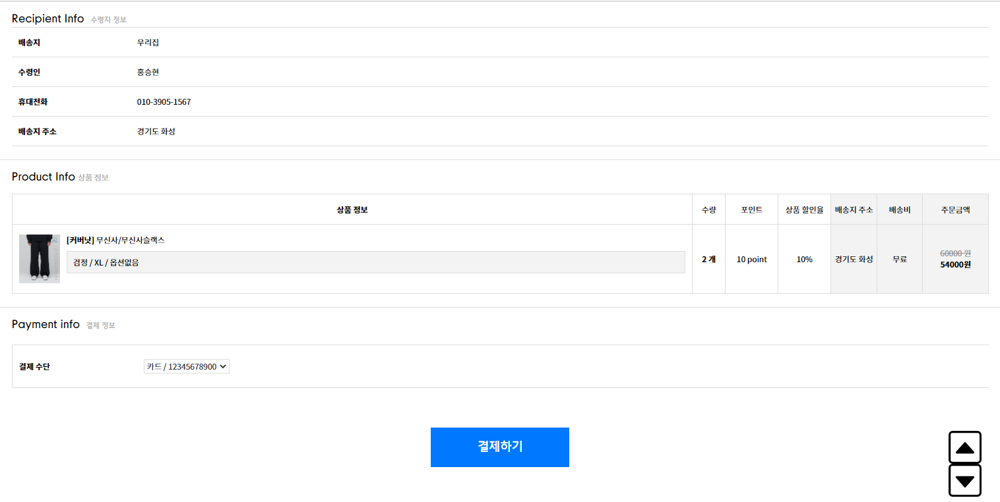 Recipient Info 수령자 정보
배송지 우리집
수령인 홍승현
휴대전화 010-3905-1567
배송지 주소 경기도 화성
Product Info 상품 정보
상품 정보 수량 포인트 상품 할인율 배송지 주소 배송비 주문금액
[커버낫] 무신사/무신사슬랙스
검정 / XL / 옵션없음
2 개 10 point 10% 경기도 화성 무료 60000 원
54000원
Payment info 결제 정보
결제 수단 카드 / 12345678900
결제하기